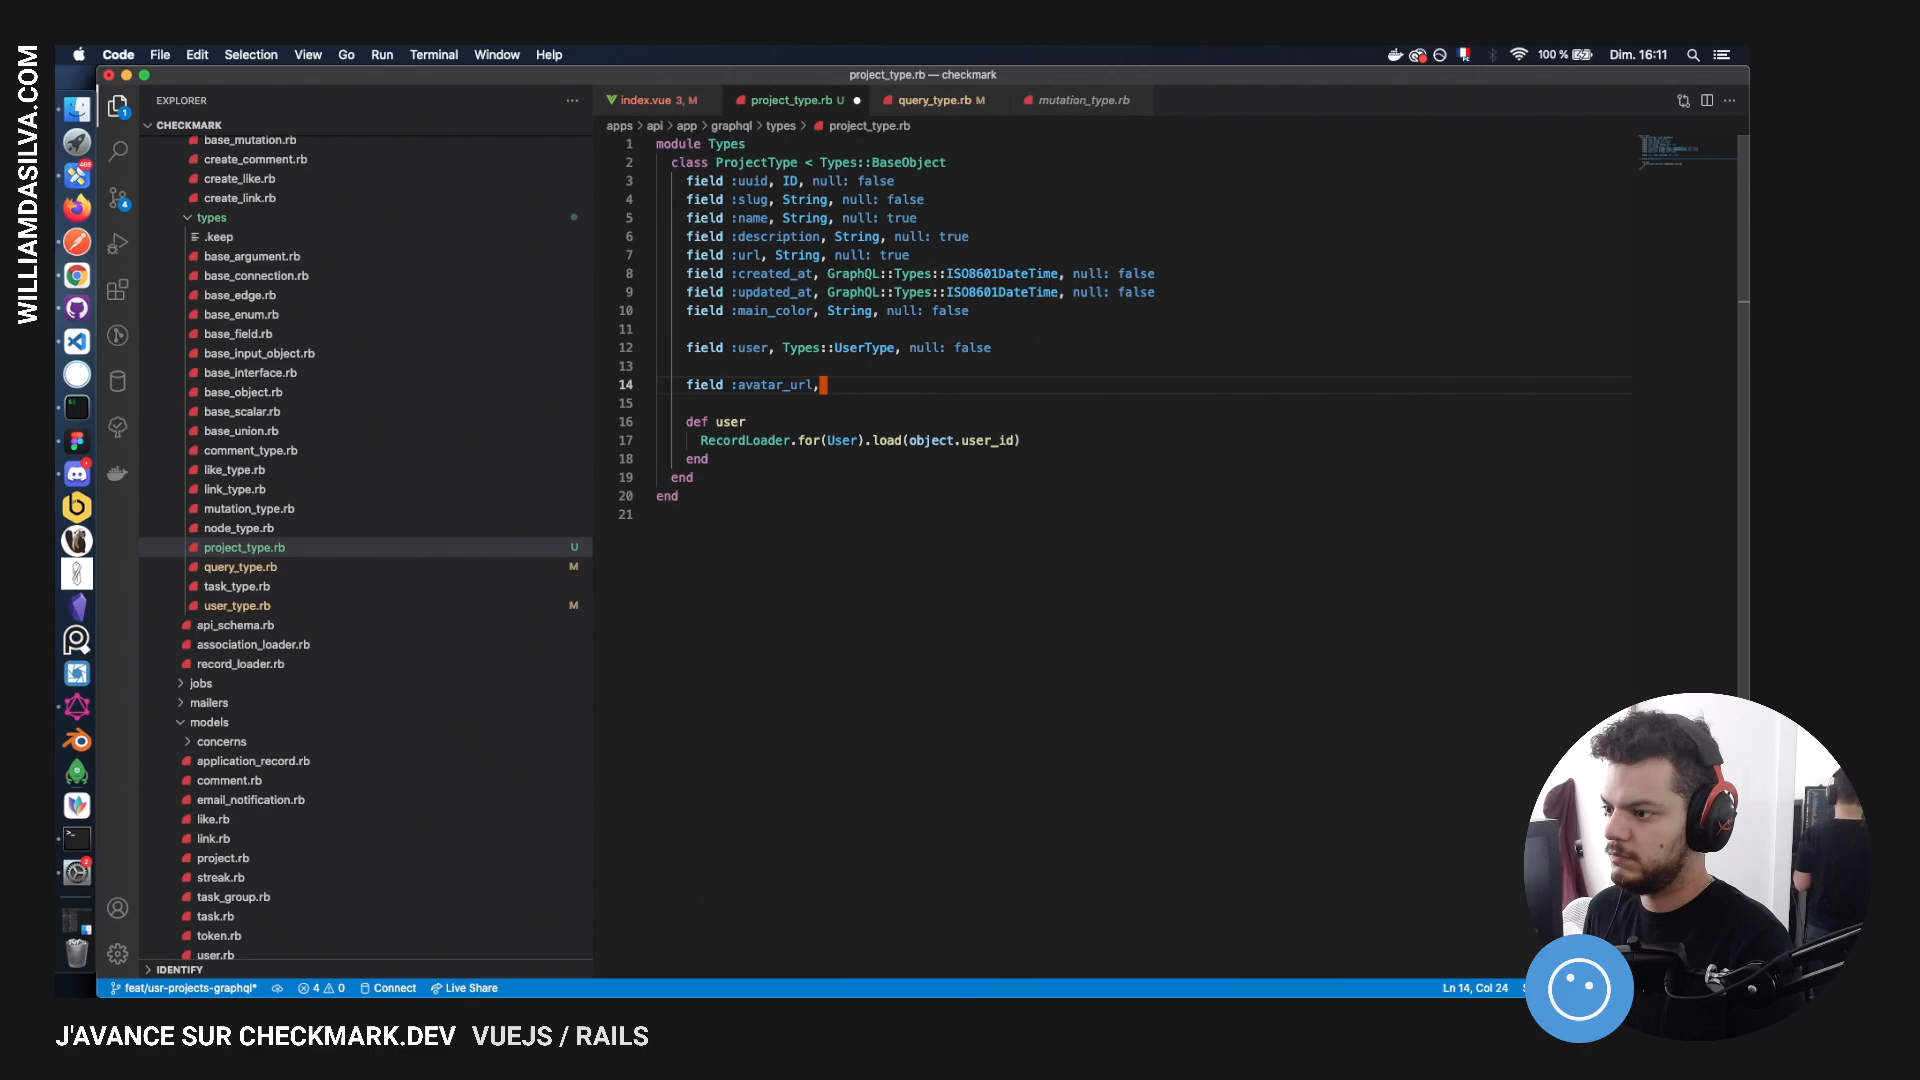 WILLIAMDASILVA.COM
Code File Edit Selection View Go Run Terminal Window Help
100 % Dim. 16:11
project_type.rb — checkmark
EXPLORER
index.vue 3, M
project_type.rb U
query_type.rb M
mutation_type.rb
CHECKMARK
apps > api > app > graphql > types > project_type.rb
base_mutation.rb
create_comment.rb
create_like.rb
create_link.rb
types
.keep
base_argument.rb
base_connection.rb
base_edge.rb
base_enum.rb
base_field.rb
base_input_object.rb
base_interface.rb
base_object.rb
base_scalar.rb
base_union.rb
comment_type.rb
like_type.rb
link_type.rb
mutation_type.rb
node_type.rb
project_type.rb U
query_type.rb M
task_type.rb
user_type.rb M
api_schema.rb
association_loader.rb
record_loader.rb
jobs
mailers
models
concerns
application_record.rb
comment.rb
email_notification.rb
like.rb
link.rb
project.rb
streak.rb
task_group.rb
task.rb
token.rb
user.rb
IDENTIFY
1 module Types
2 class ProjectType < Types::BaseObject
3 field :uuid, ID, null: false
4 field :slug, String, null: false
5 field :name, String, null: true
6 field :description, String, null: true
7 field :url, String, null: true
8 field :created_at, GraphQL::Types::ISO8601DateTime, null: false
9 field :updated_at, GraphQL::Types::ISO8601DateTime, null: false
10 field :main_color, String, null: false
11
12 field :user, Types::UserType, null: false
13
14 field :avatar_url,
15
16 def user
17 RecordLoader.for(User).load(object.user_id)
18 end
19 end
20 end
21
feat/usr-projects-graphql* 4 0 Connect Live Share
Ln 14, Col 24
J'AVANCE SUR CHECKMARK.DEV VUEJS / RAILS